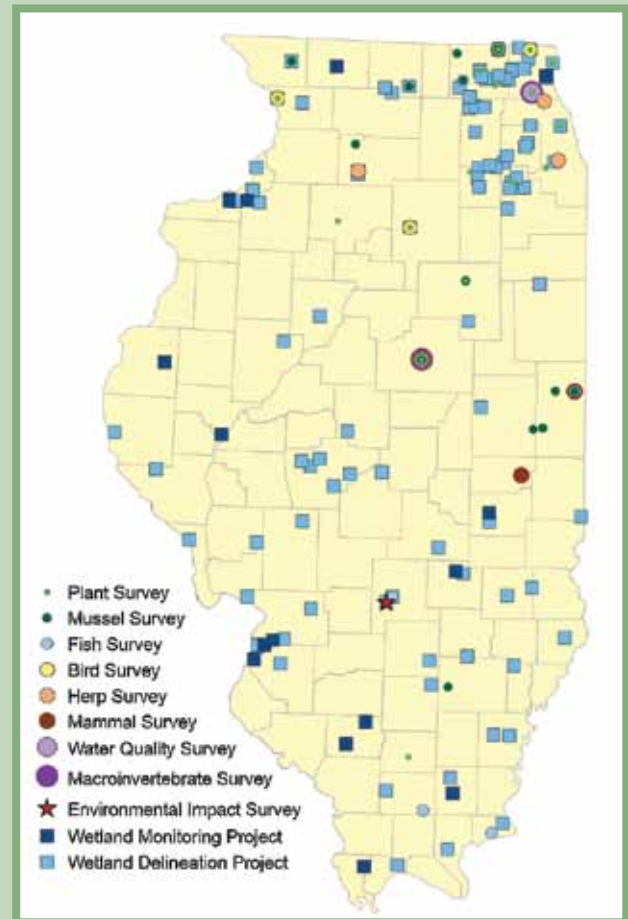 Plant Survey
Mussel Survey
Fish Survey
Bird Survey
Herp Survey
Mammal Survey
Water Quality Survey
Macroinvertebrate Survey
Environmental Impact Survey
Wetland Monitoring Project
Wetland Delineation Project